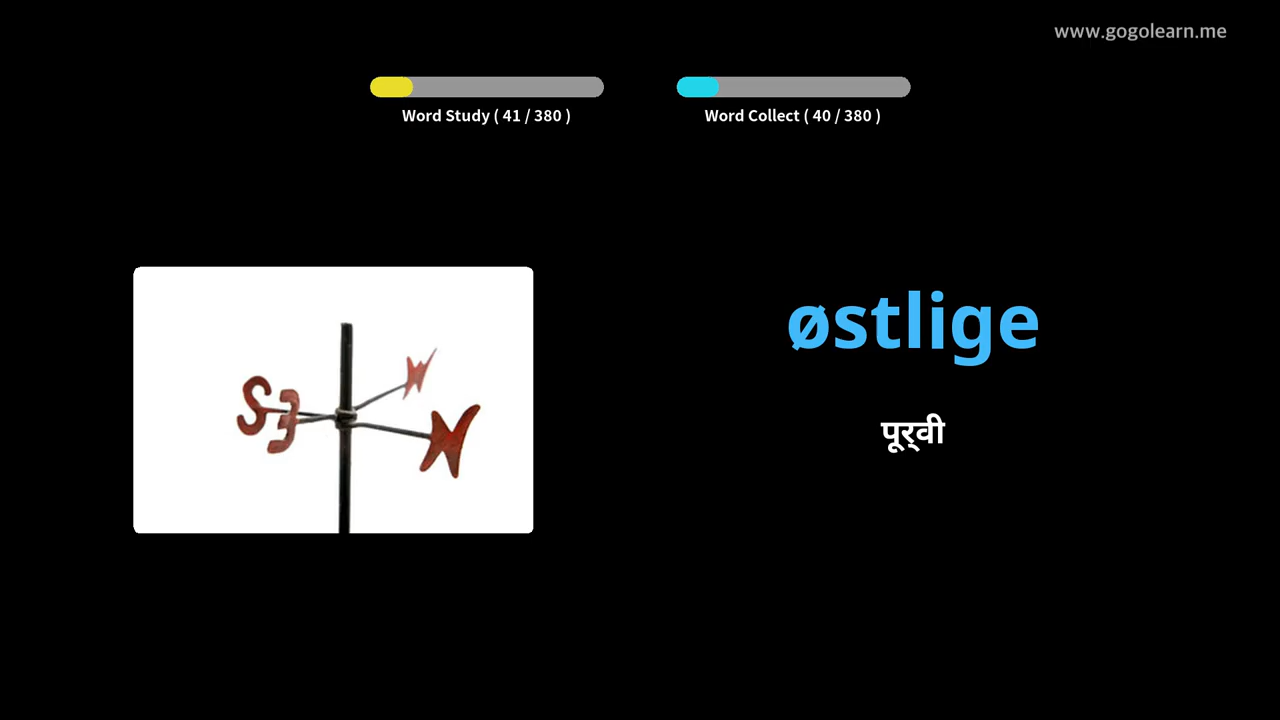 www.gogolearn.me
Word Study ( 41 / 380 )
Word Collect ( 40 / 380 )
østlige
पूर्वी
S E W N